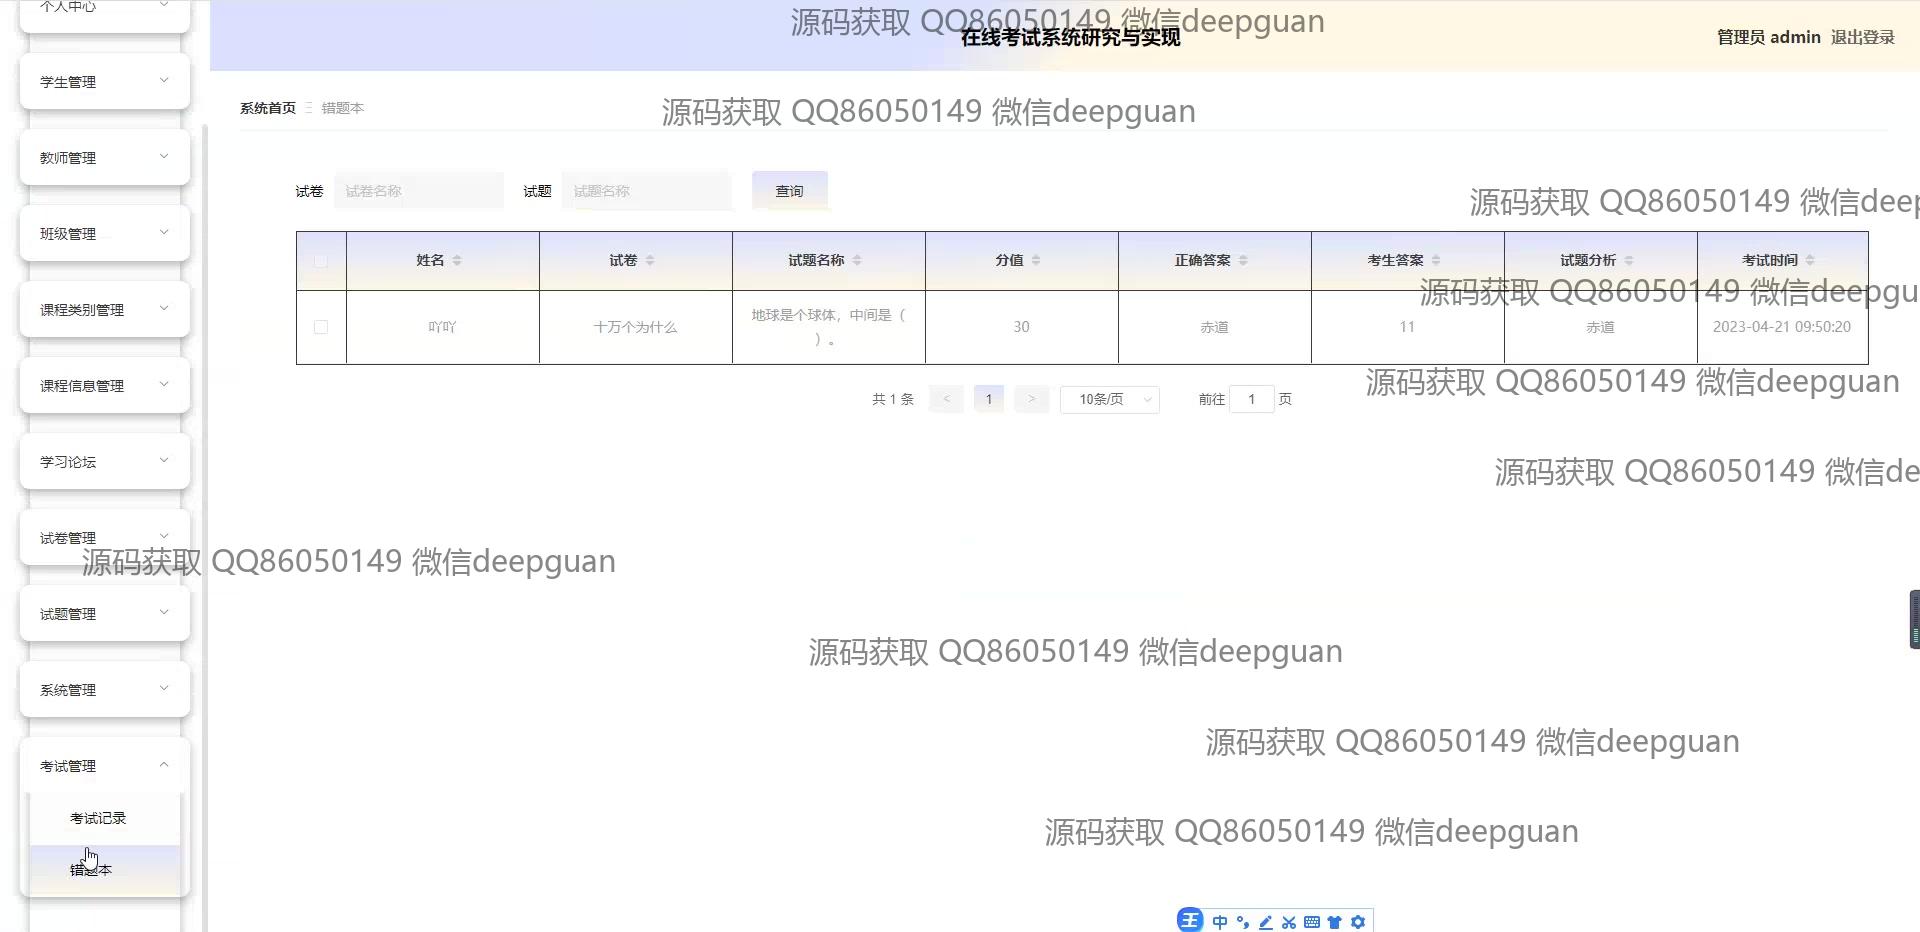 个人中心
学生管理
教师管理
班级管理
课程类别管理
课程信息管理
学习论坛
试卷管理
试题管理
系统管理
考试管理
考试记录
错题本
在线考试系统研究与实现
管理员 admin 退出登录
系统首页 错题本
试卷 试卷名称 试题 试题名称 查询
姓名 试卷 试题名称 分值 正确答案 考生答案 试题分析 考试时间
吖吖 十万个为什么 地球是个球体，中间是（ 30 赤道 11 赤道 2023-04-21 09:50:20
）。
共 1 条 < 1 > 10条/页 前往 1 页
源码获取 QQ86050149 微信deepguan
源码获取 QQ86050149 微信deepguan
源码获取 QQ86050149 微信deep
源码获取 QQ86050149 微信deepgu
源码获取 QQ86050149 微信deepguan
源码获取 QQ86050149 微信de
源码获取 QQ86050149 微信deepguan
源码获取 QQ86050149 微信deepguan
源码获取 QQ86050149 微信deepguan
源码获取 QQ86050149 微信deepguan
王 中